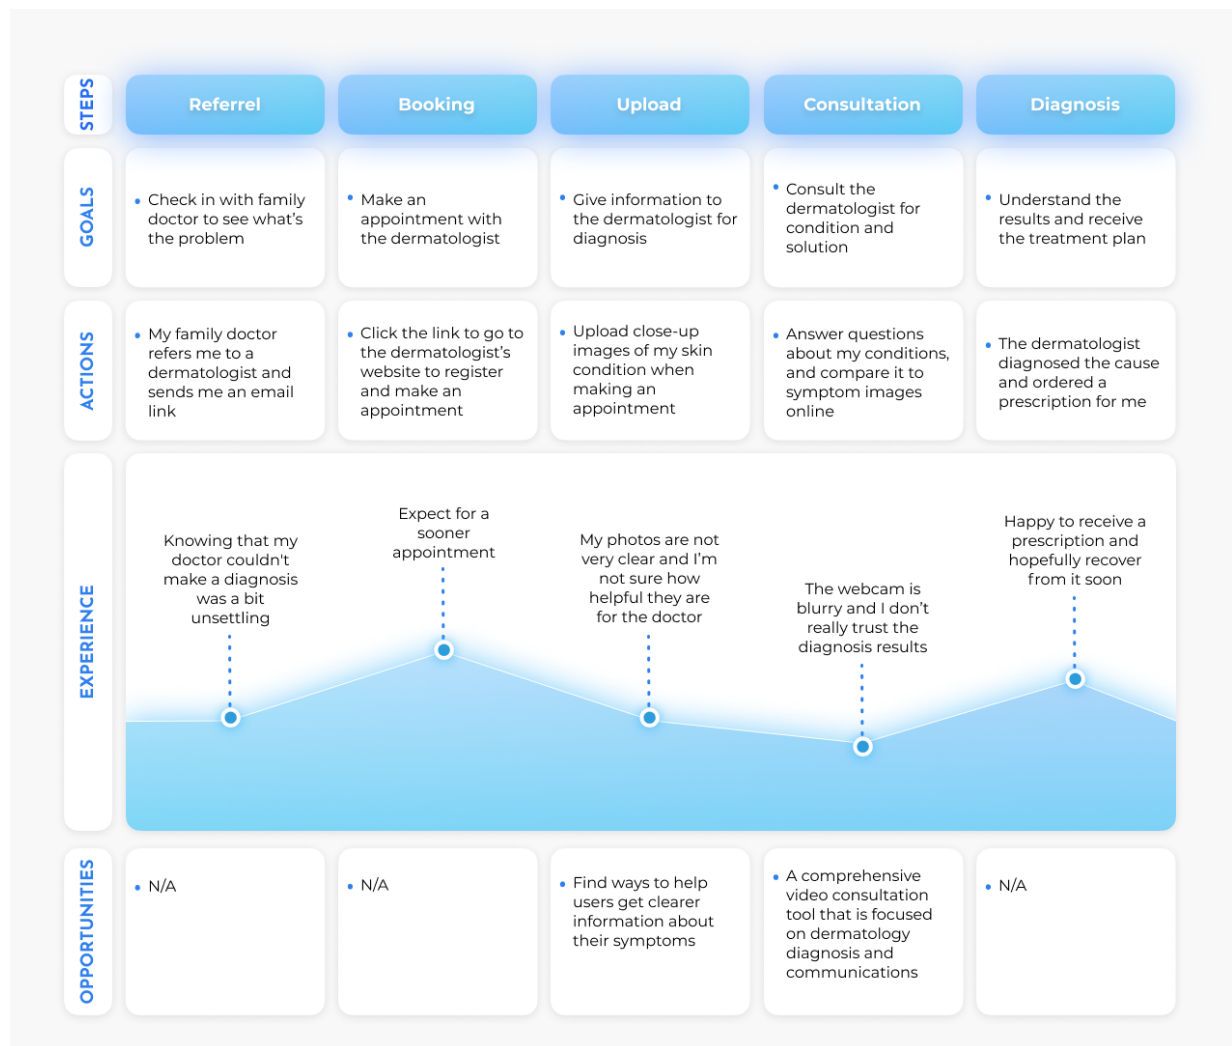 STEPS
Referrel
Booking
Upload
Consultation
Diagnosis
GOALS
Check in with family
doctor to see what's
the problem
Make an
appointment with
the dermatologist
Give information to
the dermatologist for
diagnosis
Consult the
dermatologist for
condition and
solution
Understand the
results and receive
the treatment plan
ACTIONS
My family doctor
refers me to a
dermatologist and
sends me an email
link
Click the link to go to
the dermatologist's
website to register
and make an
appointment
Upload close-up
images of my skin
condition when
making an
appointment
Answer questions
about my conditions,
and compare it to
symptom images
online
The dermatologist
diagnosed the cause
and ordered a
prescription for me
EXPERIENCE
Knowing that my
doctor couldn't
make a diagnosis
was a bit
unsettling
Expect for a
sooner
appointment
My photos are not
very clear and I'm
not sure how
helpful they are
for the doctor
The webcam is
blurry and I don't
really trust the
diagnosis results
Happy to receive a
prescription and
hopefully recover
from it soon
OPPORTUNITIES
N/A
N/A
Find ways to help
users get clearer
information about
their symptoms
A comprehensive
video consultation
tool that is focused
on dermatology
diagnosis and
communications
N/A